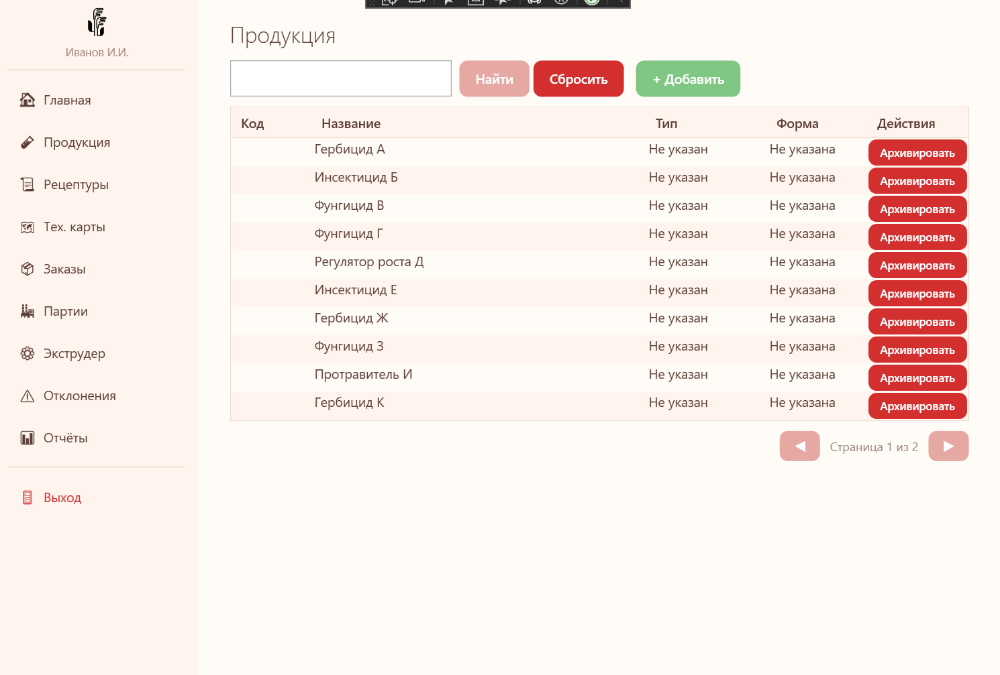 Иванов И.И.
Главная
Продукция
Рецептуры
Тех. карты
Заказы
Партии
Экструдер
Отклонения
Отчёты
Выход
Продукция
Найти Сбросить + Добавить
Код Название Тип Форма Действия
Гербицид А Не указан Не указана Архивировать
Инсектицид Б Не указан Не указана Архивировать
Фунгицид В Не указан Не указана Архивировать
Фунгицид Г Не указан Не указана Архивировать
Регулятор роста Д Не указан Не указана Архивировать
Инсектицид Е Не указан Не указана Архивировать
Гербицид Ж Не указан Не указана Архивировать
Фунгицид З Не указан Не указана Архивировать
Протравитель И Не указан Не указана Архивировать
Гербицид К Не указан Не указана Архивировать
Страница 1 из 2